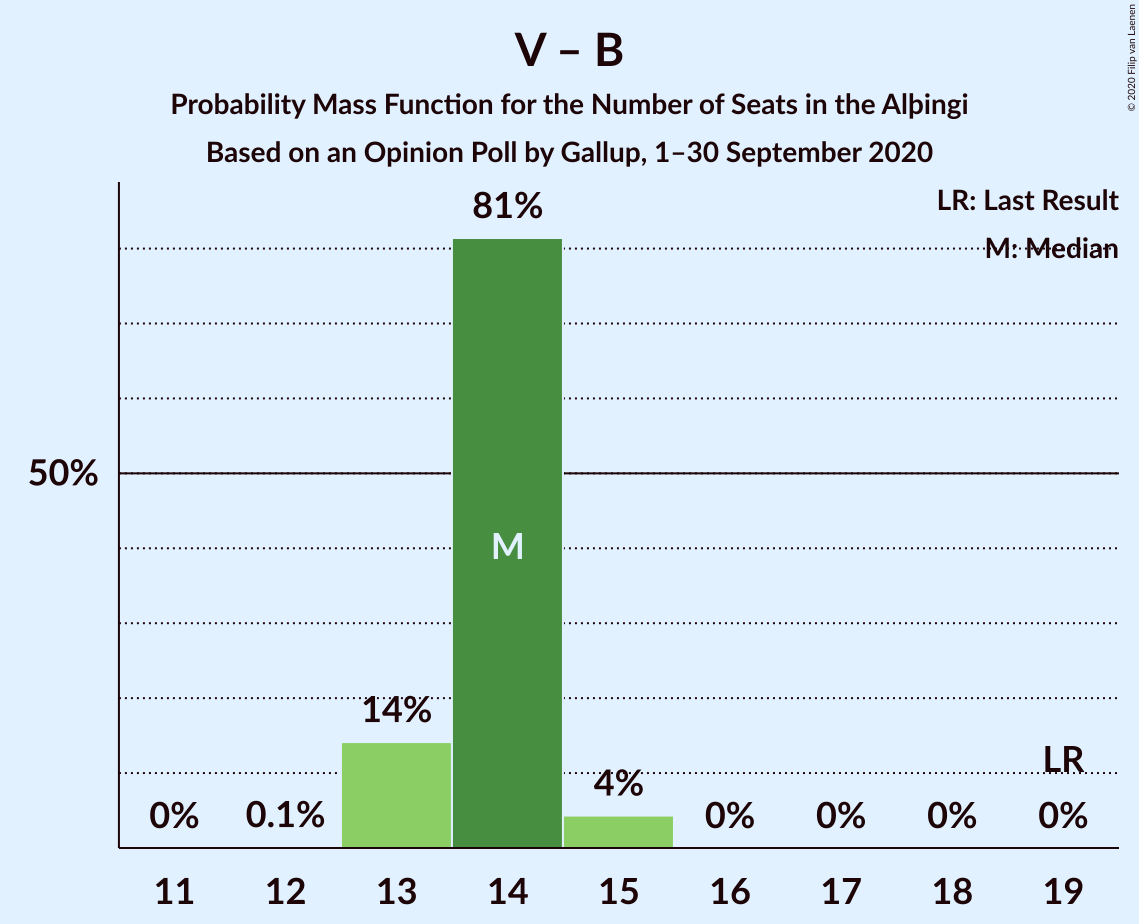 V – B
Probability Mass Function for the Number of Seats in the Alþingi
Based on an Opinion Poll by Gallup, 1–30 September 2020
© 2020 Filip van Laenen
LR: Last Result
M: Median
81%
50%
M
14%
LR
4%
0% 0.1% 0% 0% 0% 0%
11 12 13 14 15 16 17 18 19